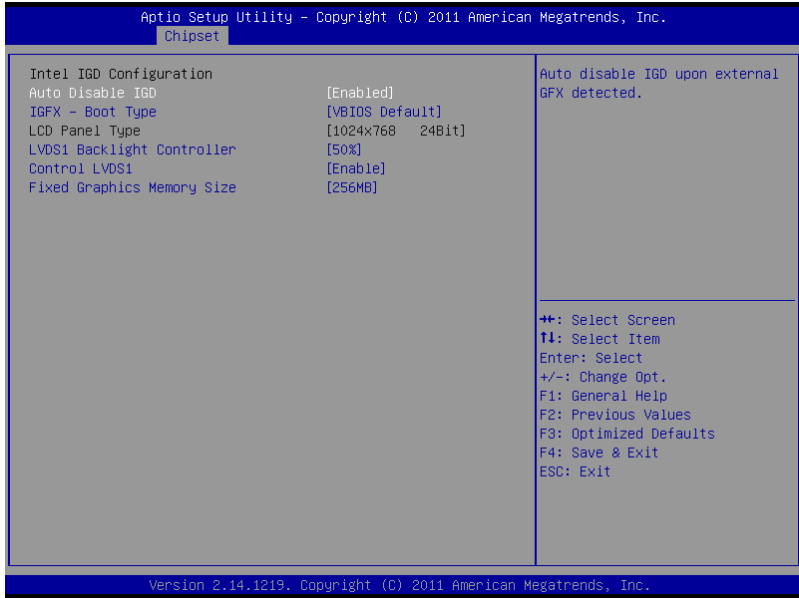 Aptio Setup Utility – Copyright (C) 2011 American Megatrends, Inc.
Chipset
Intel IGD Configuration
Auto Disable IGD [Enabled]
IGFX – Boot Type [VBIOS Default]
LCD Panel Type [1024x768 24Bit]
LVDS1 Backlight Controller [50%]
Control LVDS1 [Enable]
Fixed Graphics Memory Size [256MB]
Auto disable IGD upon external
GFX detected.
→←: Select Screen
↑↓: Select Item
Enter: Select
+/-: Change Opt.
F1: General Help
F2: Previous Values
F3: Optimized Defaults
F4: Save & Exit
ESC: Exit
Version 2.14.1219. Copyright (C) 2011 American Megatrends, Inc.